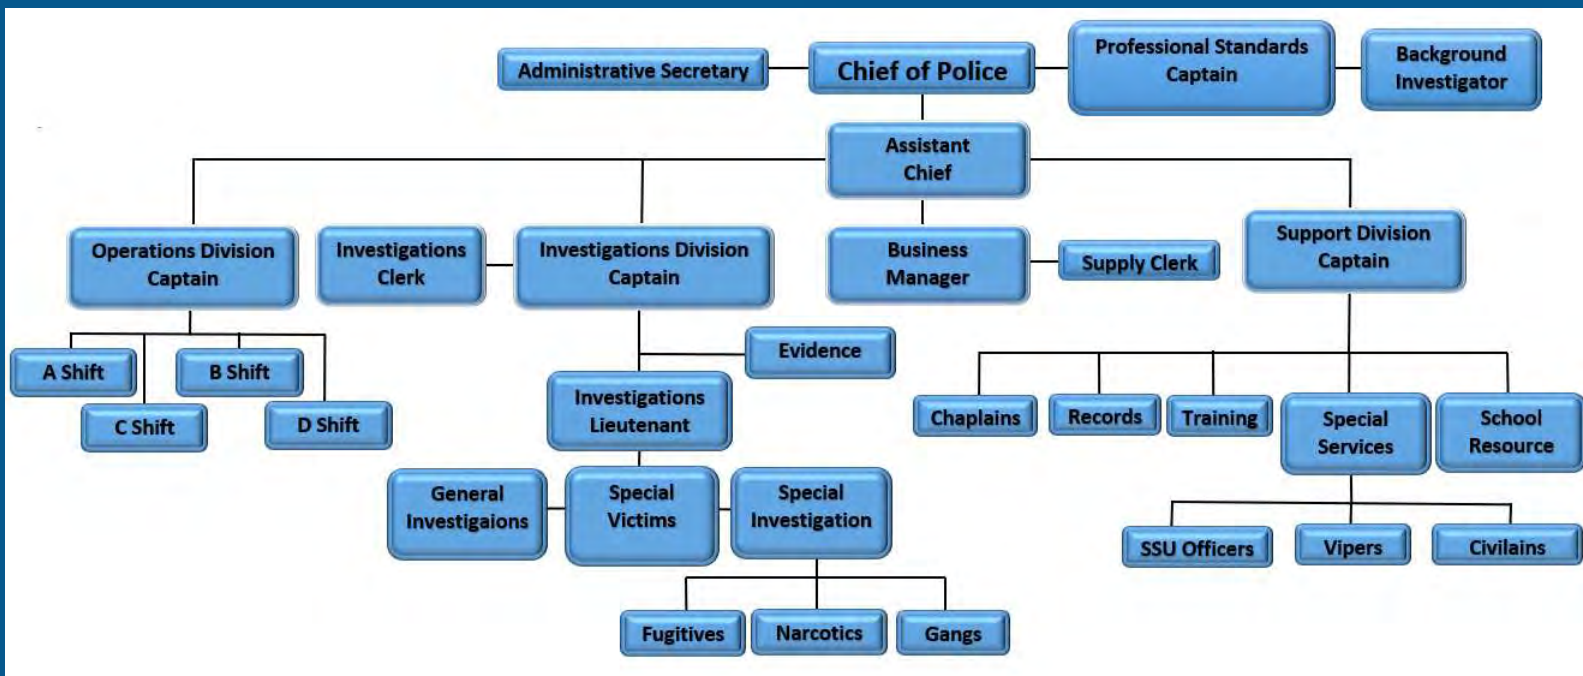 Administrative Secretary
Chief of Police
Professional Standards
Captain
Background
Investigator
Assistant
Chief
Operations Division
Captain
Investigations
Clerk
Investigations Division
Captain
Business
Manager
Supply Clerk
Support Division
Captain
A Shift
B Shift
C Shift
D Shift
Evidence
Investigations
Lieutenant
General
Investigaions
Special
Victims
Special
Investigation
Fugitives
Narcotics
Gangs
Chaplains
Records
Training
Special
Services
School
Resource
SSU Officers
Vipers
Civilains